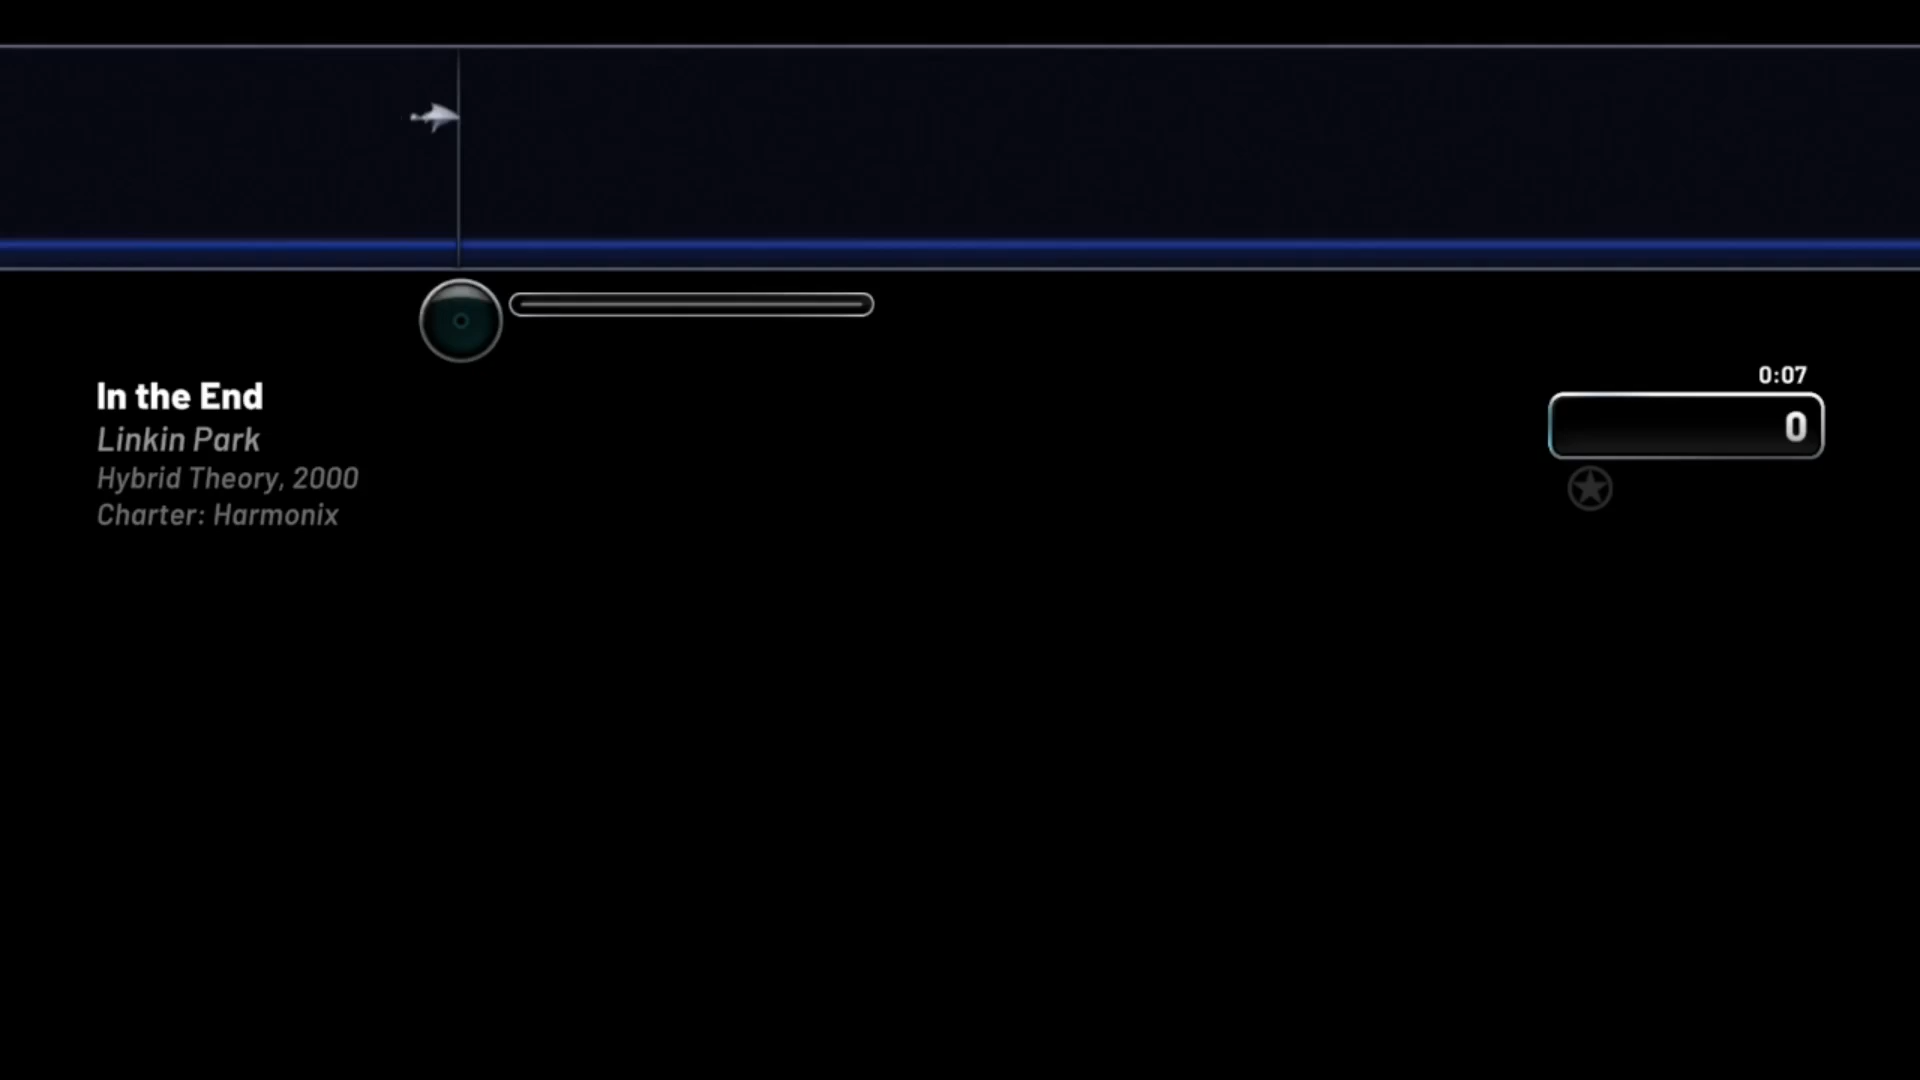 In the End
Linkin Park
Hybrid Theory, 2000
Charter: Harmonix
0:07
0